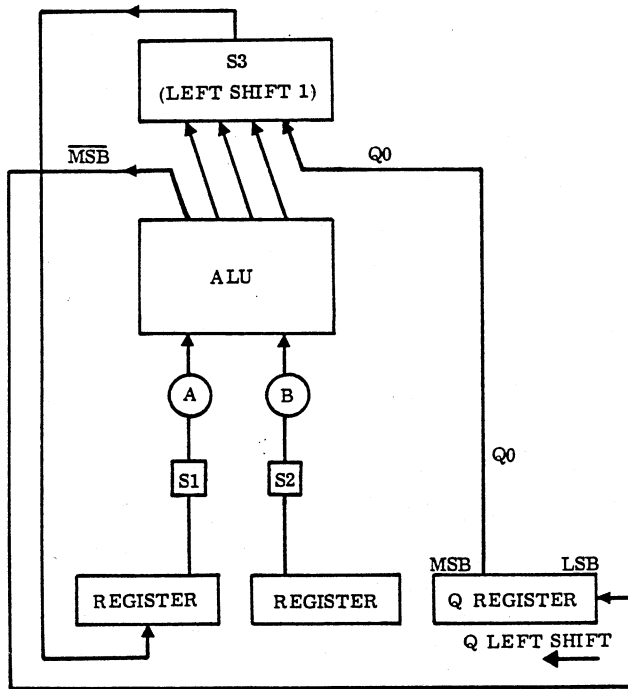 S3
(LEFT SHIFT 1)
MSB
Q0
ALU
A
B
Q0
S1
S2
MSB LSB
REGISTER
REGISTER
Q REGISTER
Q LEFT SHIFT